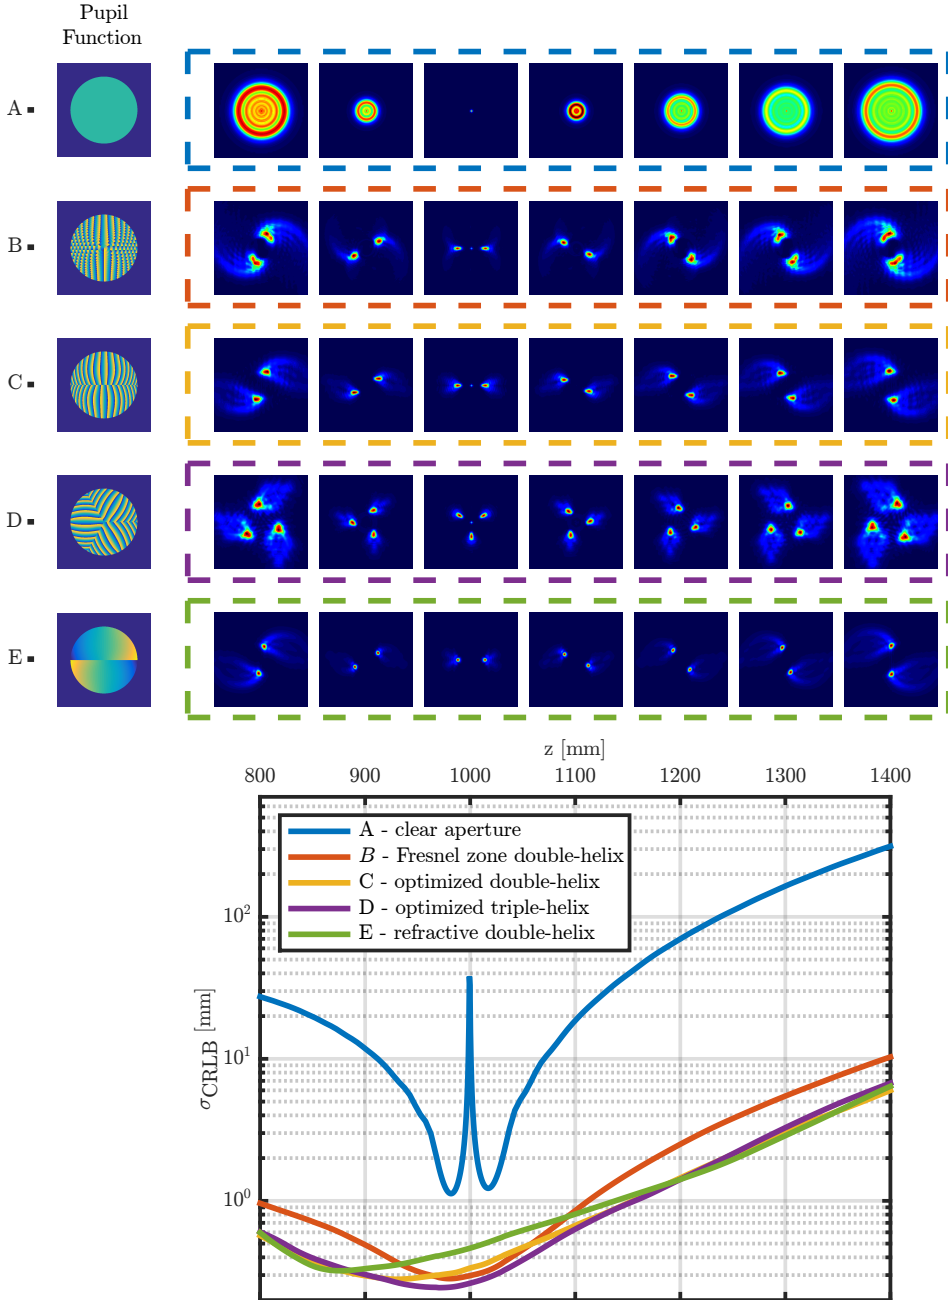 Pupil
Function
A
B
C
D
E
z [mm]
800 900 1000 1100 1200 1300 1400
A - clear aperture
B - Fresnel zone double-helix
C - optimized double-helix
D - optimized triple-helix
E - refractive double-helix
10²
10¹
10⁰
σCRLB [mm]